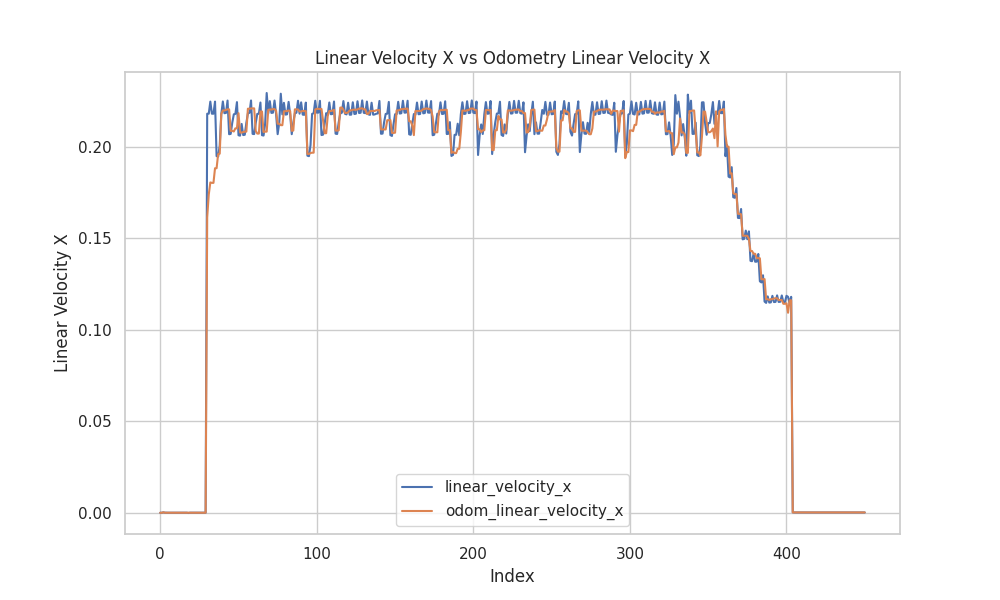 Linear Velocity X vs Odometry Linear Velocity X
Linear Velocity X
0.20
0.15
0.10
0.05
0.00
linear_velocity_x
odom_linear_velocity_x
0 100 200 300 400
Index